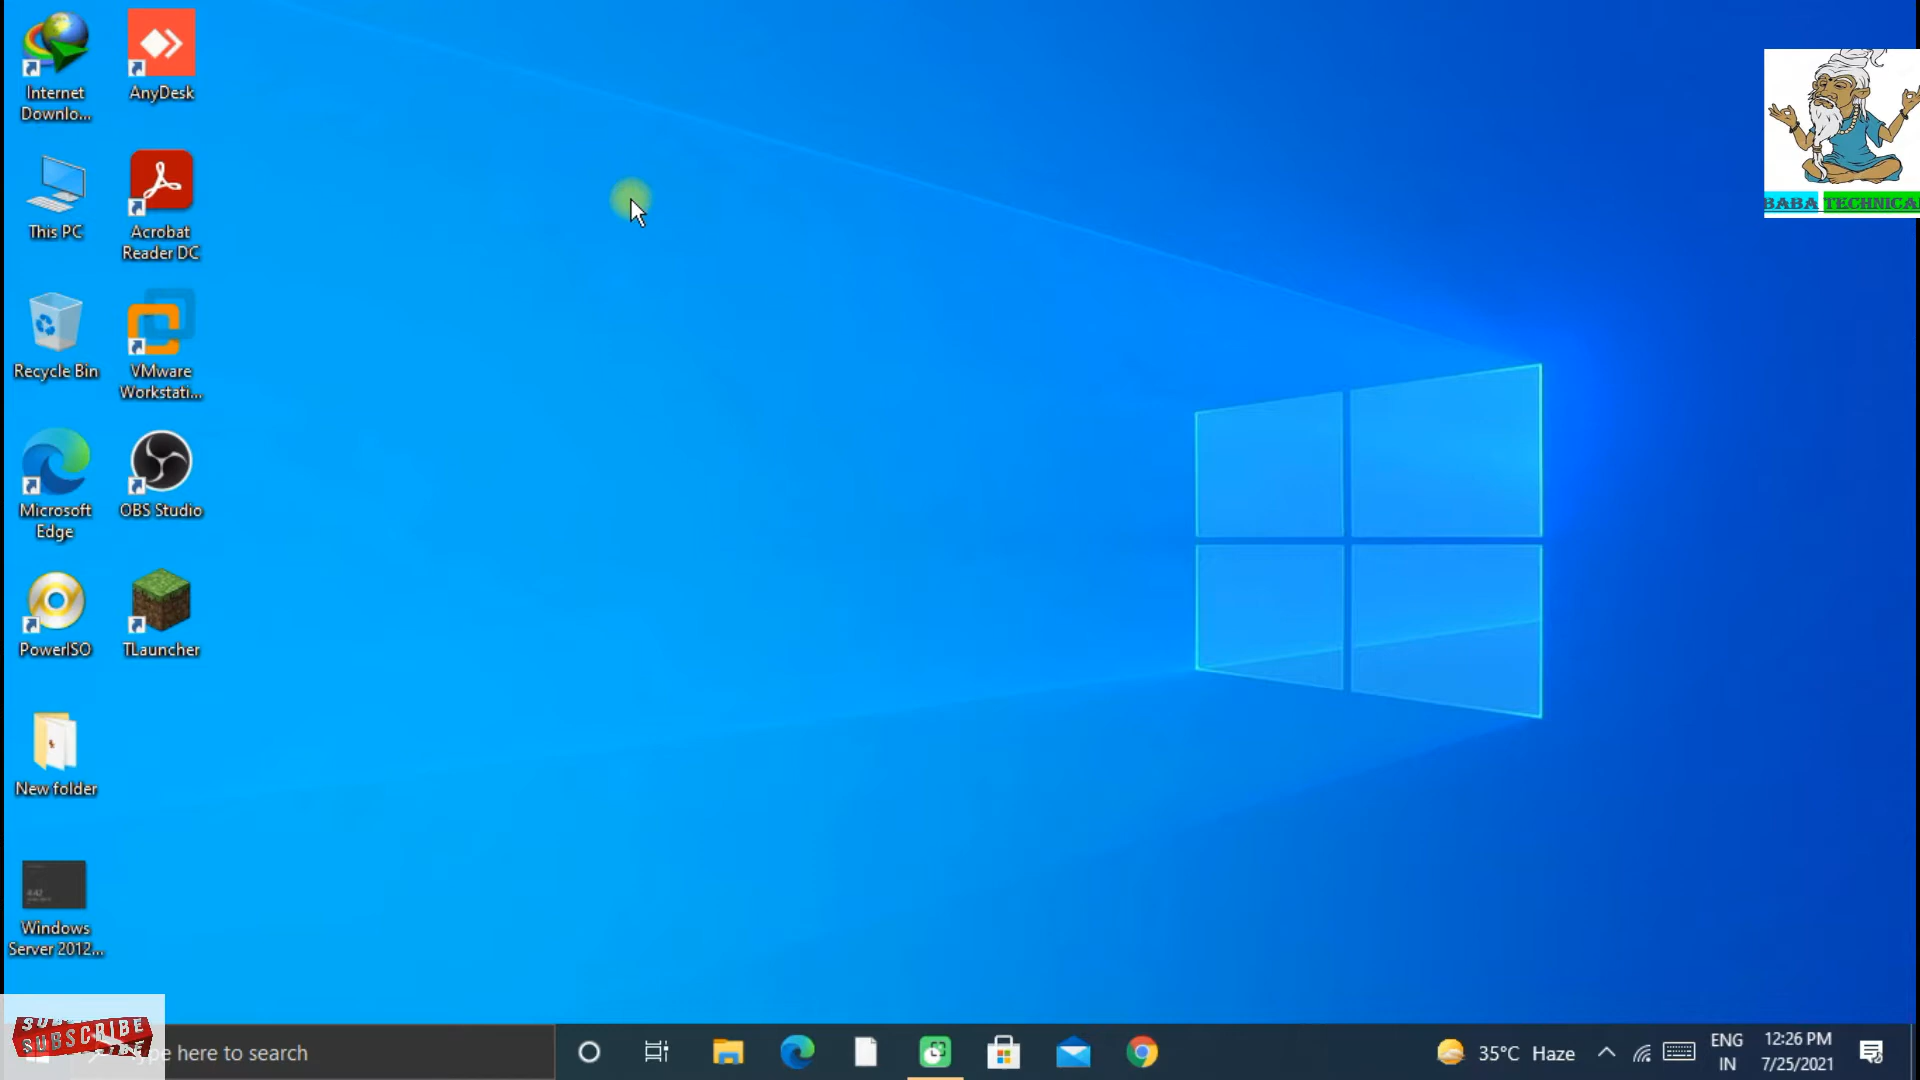 Internet
Downlo...
AnyDesk
This PC
Acrobat
Reader DC
Recycle Bin
VMware
Workstati...
Microsoft
Edge
OBS Studio
PowerISO
TLauncher
New folder
Windows
Server 2012...
BABA TECHNICA
SUBSCRIBE
pe here to search
35°C Haze
ENG
IN
12:26 PM
7/25/2021